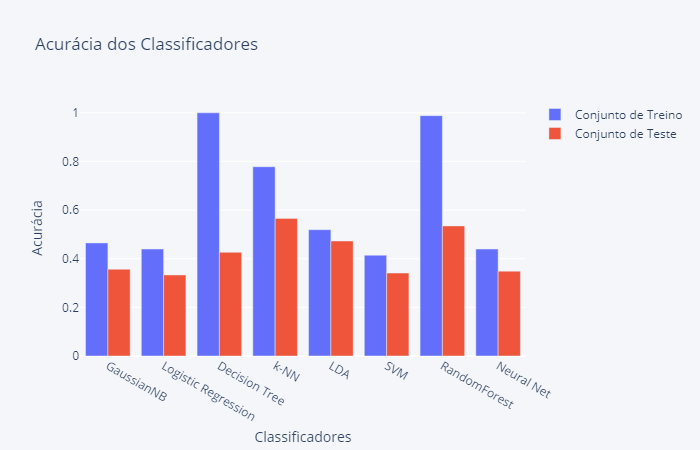 Acurácia dos Classificadores
Conjunto de Treino
Conjunto de Teste
Acurácia
1
0.8
0.6
0.4
0.2
0
GaussianNB
Logistic Regression
Decision Tree
k-NN
LDA
SVM
RandomForest
Neural Net
Classificadores